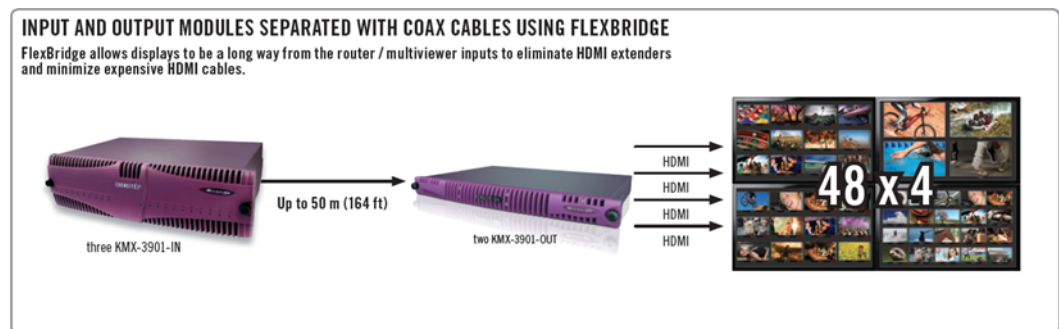 INPUT AND OUTPUT MODULES SEPARATED WITH COAX CABLES USING FLEXBRIDGE
FlexBridge allows displays to be a long way from the router / multiviewer inputs to eliminate HDMI extenders
and minimize expensive HDMI cables.
Up to 50 m (164 ft)
three KMX-3901-IN
two KMX-3901-OUT
HDMI
HDMI
HDMI
HDMI
48 x 4